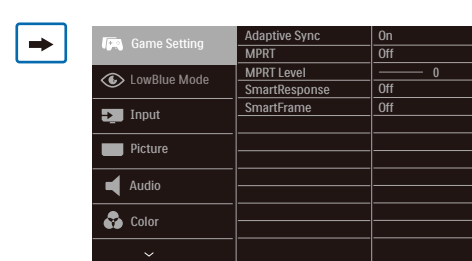 Game Setting
Adaptive Sync On
MPRT Off
LowBlue Mode
MPRT Level 0
SmartResponse Off
Input
SmartFrame Off
Picture
Audio
Color